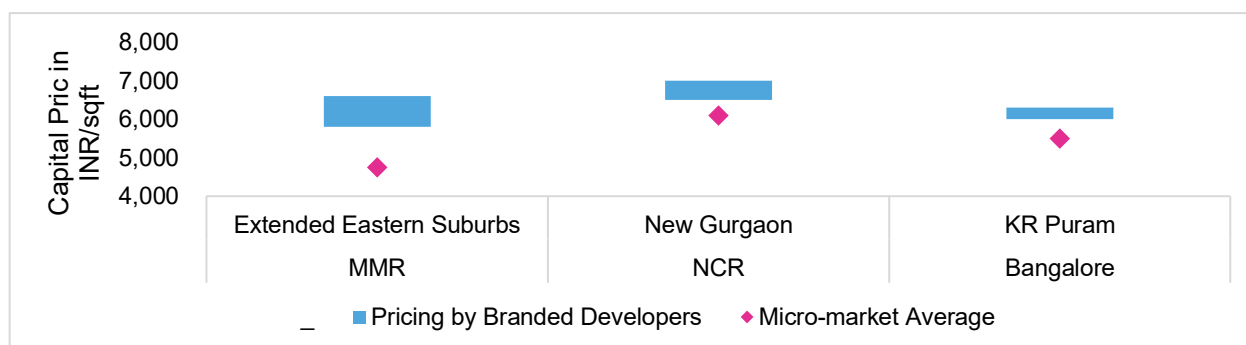 Capital Pric in
INR/sqft
8,000
7,000
6,000
5,000
4,000
Extended Eastern Suburbs New Gurgaon KR Puram
MMR NCR Bangalore
_ Pricing by Branded Developers Micro-market Average